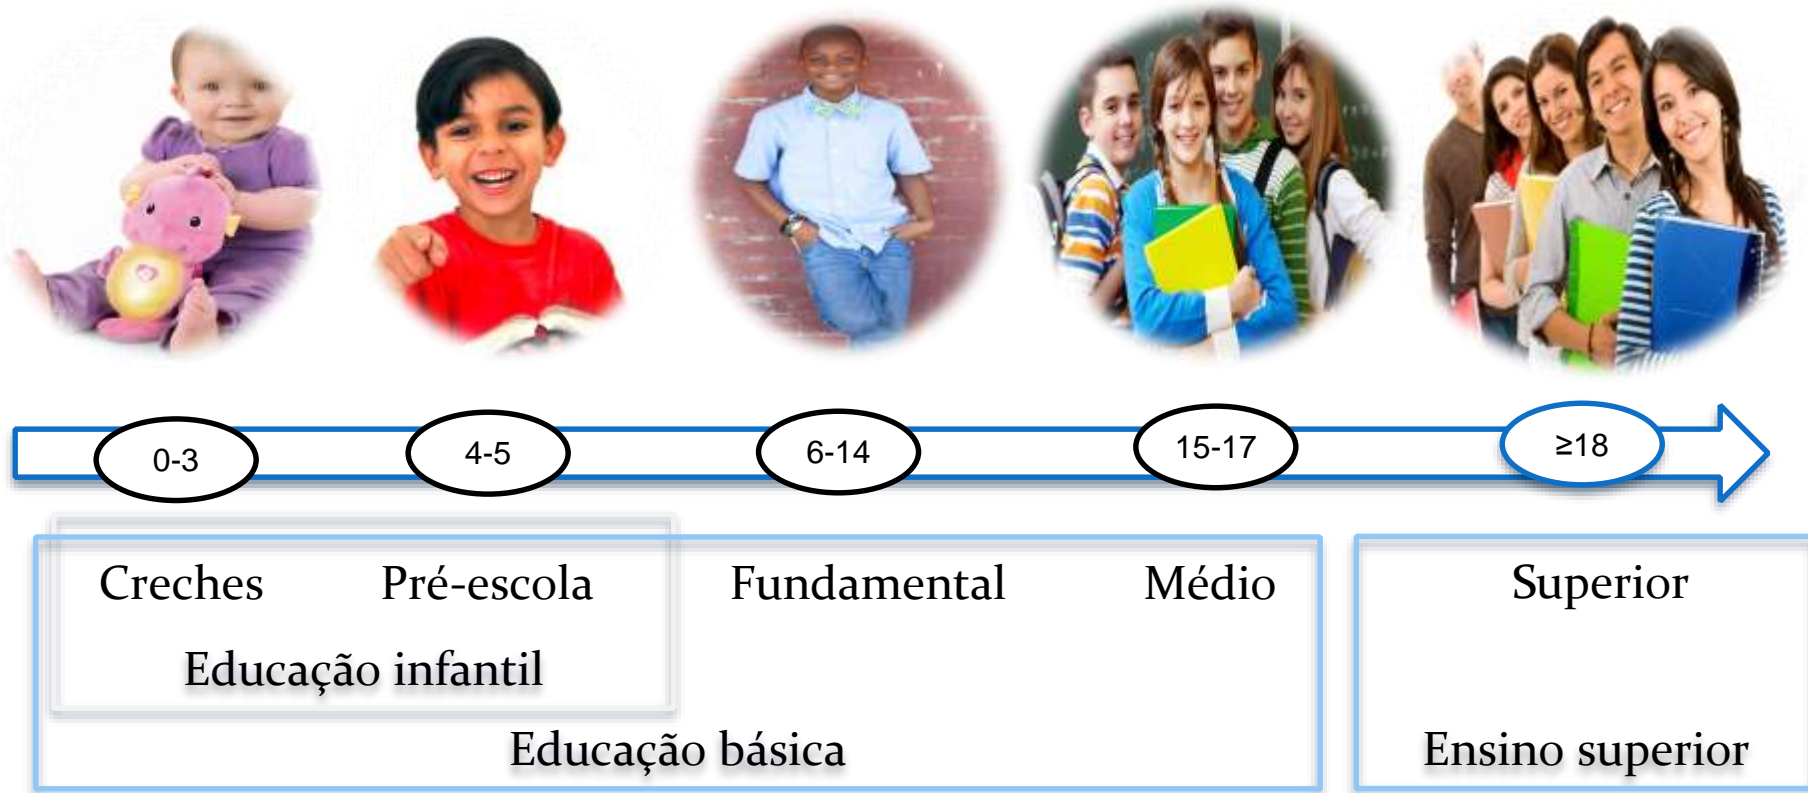 0-3 4-5 6-14 15-17 ≥18
Creches Pré-escola Fundamental Médio Superior
Educação infantil
Educação básica Ensino superior